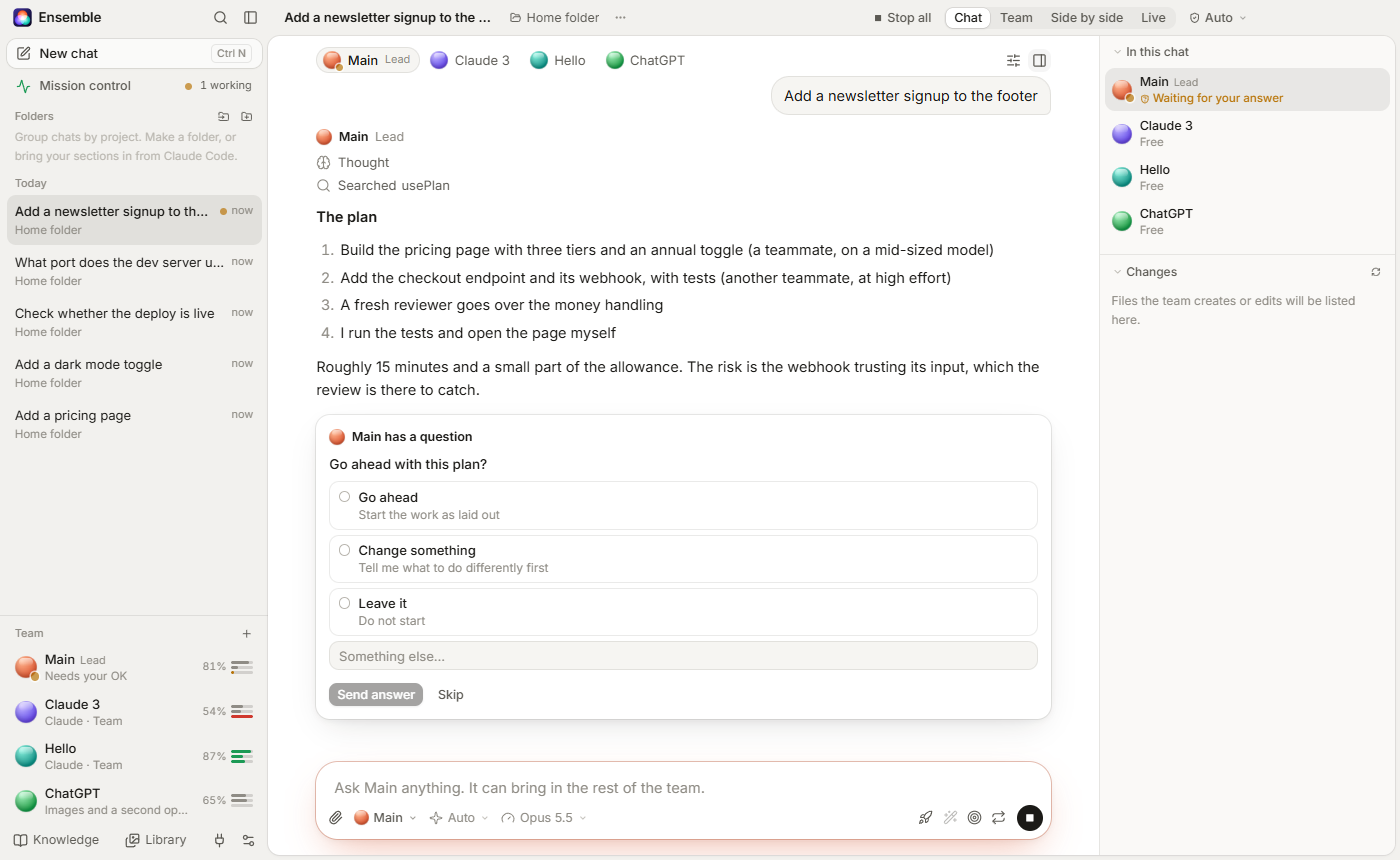 Ensemble
New chat
Ctrl N
Mission control
1 working
Folders
Group chats by project. Make a folder, or
bring your sections in from Claude Code.
Today
Add a newsletter signup to th...
now
Home folder
What port does the dev server u...
now
Home folder
Check whether the deploy is live
now
Home folder
Add a dark mode toggle
now
Home folder
Add a pricing page
now
Home folder
Team
Main Lead
81%
Needs your OK
Claude 3
54%
Claude · Team
Hello
87%
Claude · Team
ChatGPT
65%
Images and a second op...
Knowledge
Library
Add a newsletter signup to the ...
Home folder
Stop all
Chat
Team
Side by side
Live
Auto
Main Lead
Claude 3
Hello
ChatGPT
Add a newsletter signup to the footer
Main Lead
Thought
Searched usePlan
The plan
1. Build the pricing page with three tiers and an annual toggle (a teammate, on a mid-sized model)
2. Add the checkout endpoint and its webhook, with tests (another teammate, at high effort)
3. A fresh reviewer goes over the money handling
4. I run the tests and open the page myself
Roughly 15 minutes and a small part of the allowance. The risk is the webhook trusting its input, which the
review is there to catch.
Main has a question
Go ahead with this plan?
Go ahead
Start the work as laid out
Change something
Tell me what to do differently first
Leave it
Do not start
Something else...
Send answer
Skip
Ask Main anything. It can bring in the rest of the team.
Main
Auto
Opus 5.5
In this chat
Main Lead
Waiting for your answer
Claude 3
Free
Hello
Free
ChatGPT
Free
Changes
Files the team creates or edits will be listed
here.